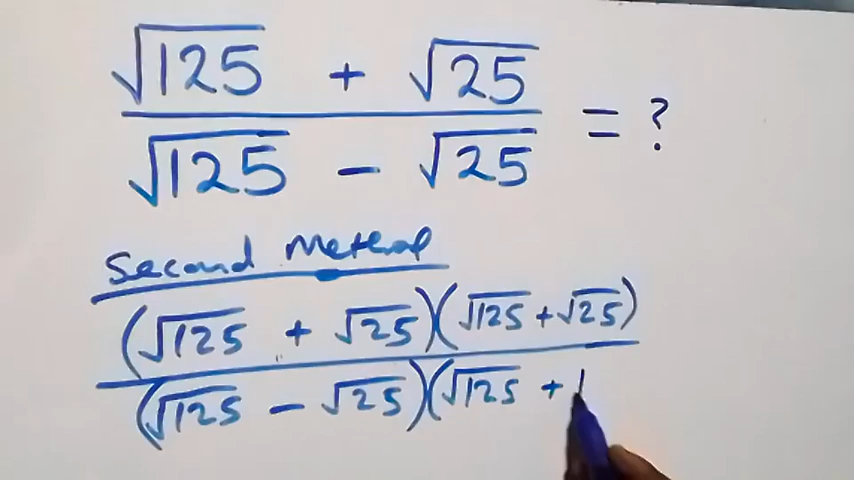 √125 + √25
√125 - √25
= ?
Second Method
(√125 + √25)(√125 + √25)
(√125 - √25)(√125 +